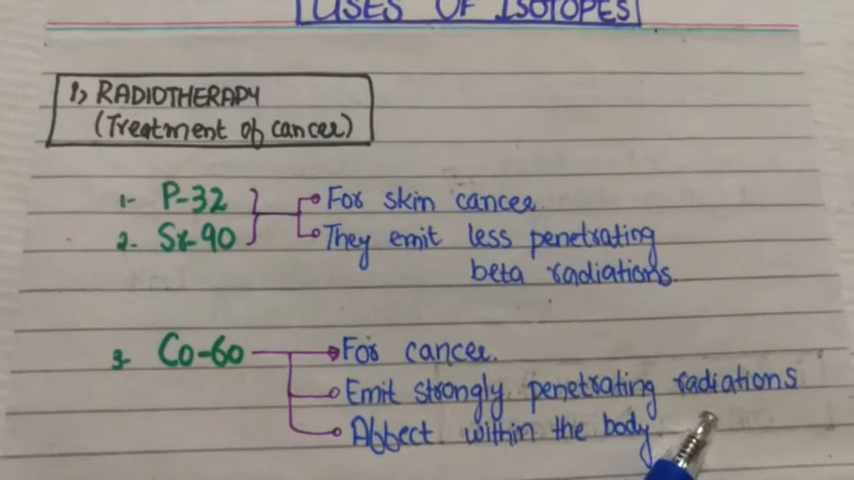 USES OF ISOTOPES
1) RADIOTHERAPY
(Treatment of cancer)
1- P-32
2- Sr-90
For skin cancer.
They emit less penetrating
beta radiations.
3- Co-60
For cancer.
Emit strongly penetrating radiations
Affect within the body